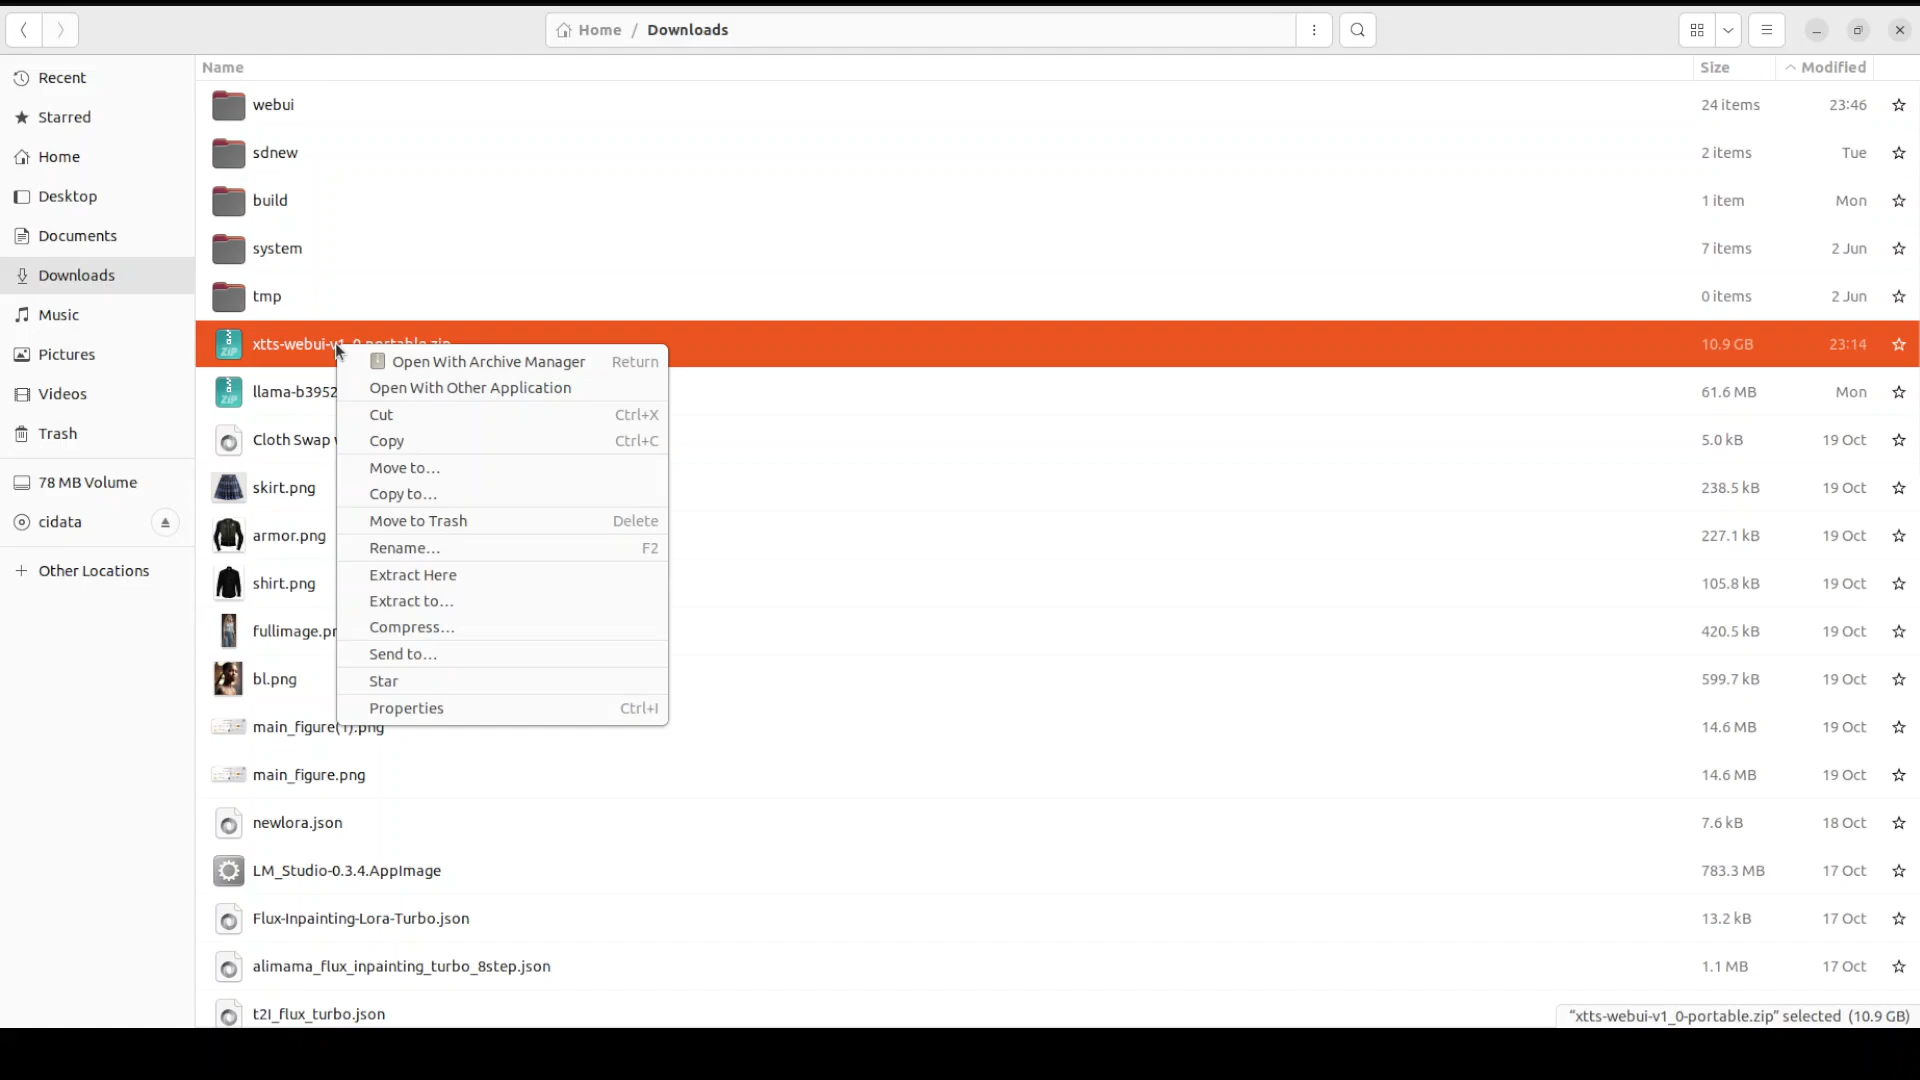 Home / Downloads
Name Size Modified
Recent
Starred
Home
Desktop
Documents
Downloads
Music
Pictures
Videos
Trash
78 MB Volume
cidata
Other Locations
webui 24 items 23:46
sdnew 2 items Tue
build 1 item Mon
system 7 items 2 Jun
tmp 0 items 2 Jun
xtts-webui-v1_0-portable.zip 10.9 GB 23:14
llama-b3952 61.6 MB Mon
Cloth Swap 5.0 kB 19 Oct
skirt.png 238.5 kB 19 Oct
armor.png 227.1 kB 19 Oct
shirt.png 105.8 kB 19 Oct
fullimage.pn 420.5 kB 19 Oct
bl.png 599.7 kB 19 Oct
main_figure(1).png 14.6 MB 19 Oct
main_figure.png 14.6 MB 19 Oct
newlora.json 7.6 kB 18 Oct
LM_Studio-0.3.4.AppImage 783.3 MB 17 Oct
Flux-Inpainting-Lora-Turbo.json 13.2 kB 17 Oct
alimama_flux_inpainting_turbo_8step.json 1.1 MB 17 Oct
t2I_flux_turbo.json
Open With Archive Manager Return
Open With Other Application
Cut Ctrl+X
Copy Ctrl+C
Move to...
Copy to...
Move to Trash Delete
Rename... F2
Extract Here
Extract to...
Compress...
Send to...
Star
Properties Ctrl+I
"xtts-webui-v1_0-portable.zip" selected (10.9 GB)